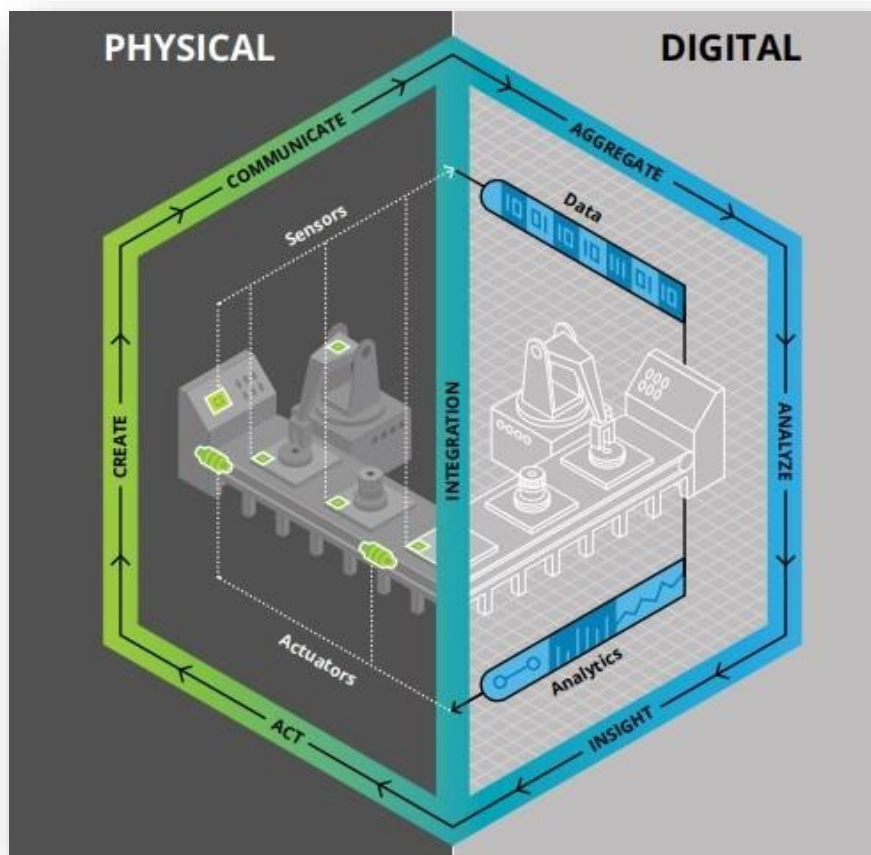 PHYSICAL
DIGITAL
COMMUNICATE
AGGREGATE
Sensors
Data
10 01 10 10 111 01 10
CREATE
INTEGRATION
ANALYZE
Actuators
Analytics
ACT
INSIGHT